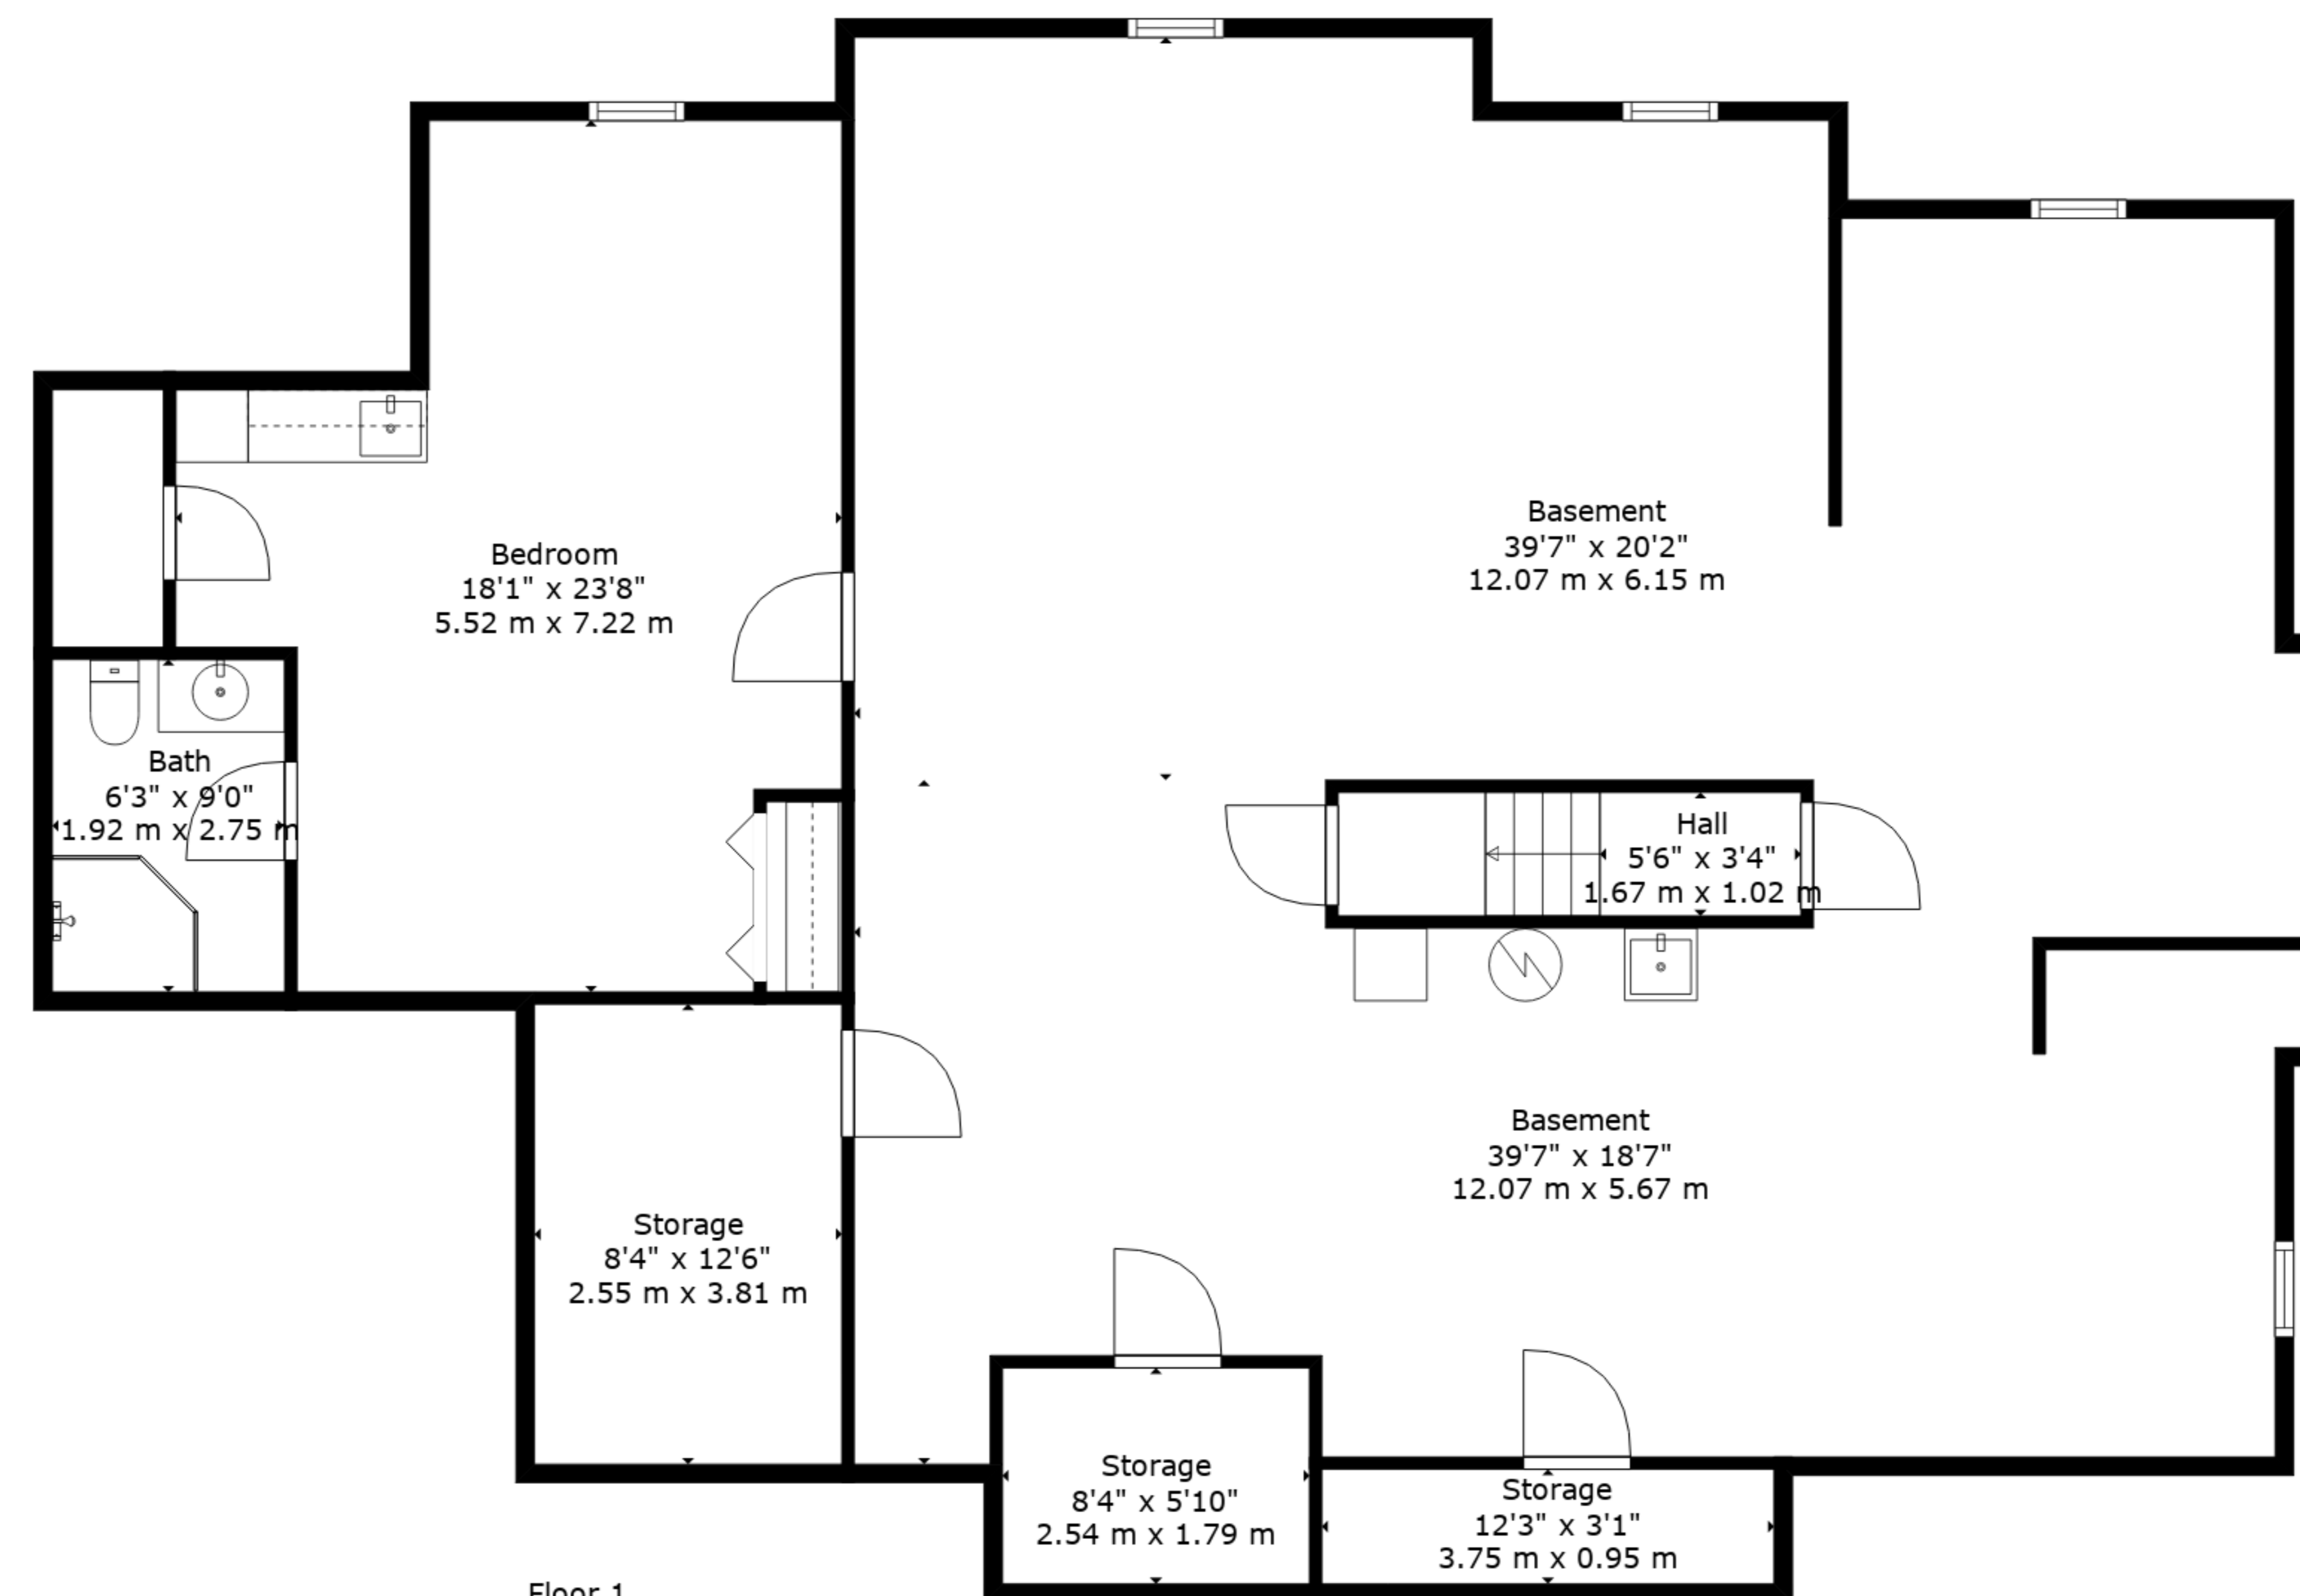 Basement
39'7" x 20'2"
12.07 m x 6.15 m
Bedroom
18'1" x 23'8"
5.52 m x 7.22 m
Bath
6'3" x 9'0"
1.92 m x 2.75 m
Hall
5'6" x 3'4"
1.67 m x 1.02 m
Basement
39'7" x 18'7"
12.07 m x 5.67 m
Storage
8'4" x 12'6"
2.55 m x 3.81 m
Storage
8'4" x 5'10"
2.54 m x 1.79 m
Storage
12'3" x 3'1"
3.75 m x 0.95 m
Floor 1